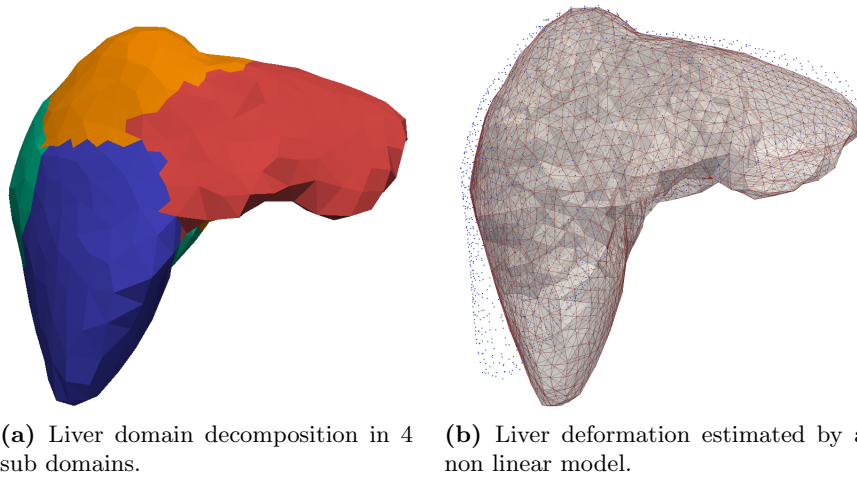 (a) Liver domain decomposition in 4
sub domains.
(b) Liver deformation estimated by a
non linear model.